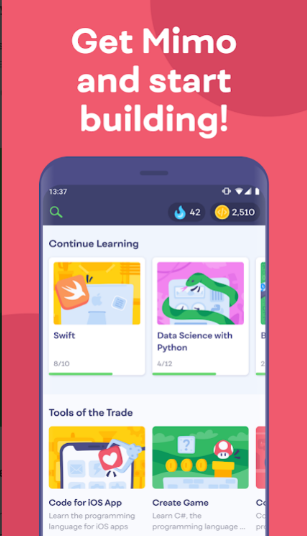 Get Mimo
and start
building!
13:37
42
2,510
Continue Learning
Swift
Data Science with
Python
6/10
4/12
Tools of the Trade
Code for iOS App
Create Game
Learn the programming
language for iOS apps
Learn C#, the
programming language ...